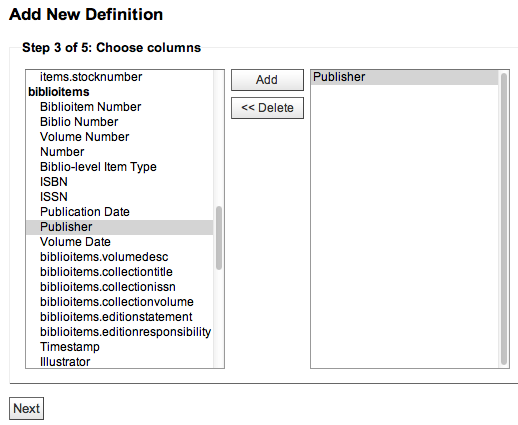 Add New Definition
Step 3 of 5: Choose columns
items.stocknumber
biblioitems
Biblioitem Number
Biblio Number
Volume Number
Number
Biblio-level Item Type
ISBN
ISSN
Publication Date
Publisher
Volume Date
biblioitems.volumedesc
biblioitems.collectiontitle
biblioitems.collectionissn
biblioitems.collectionvolume
biblioitems.editionstatement
biblioitems.editionresponsibility
Timestamp
Illustrator
Add
<< Delete
Publisher
Next